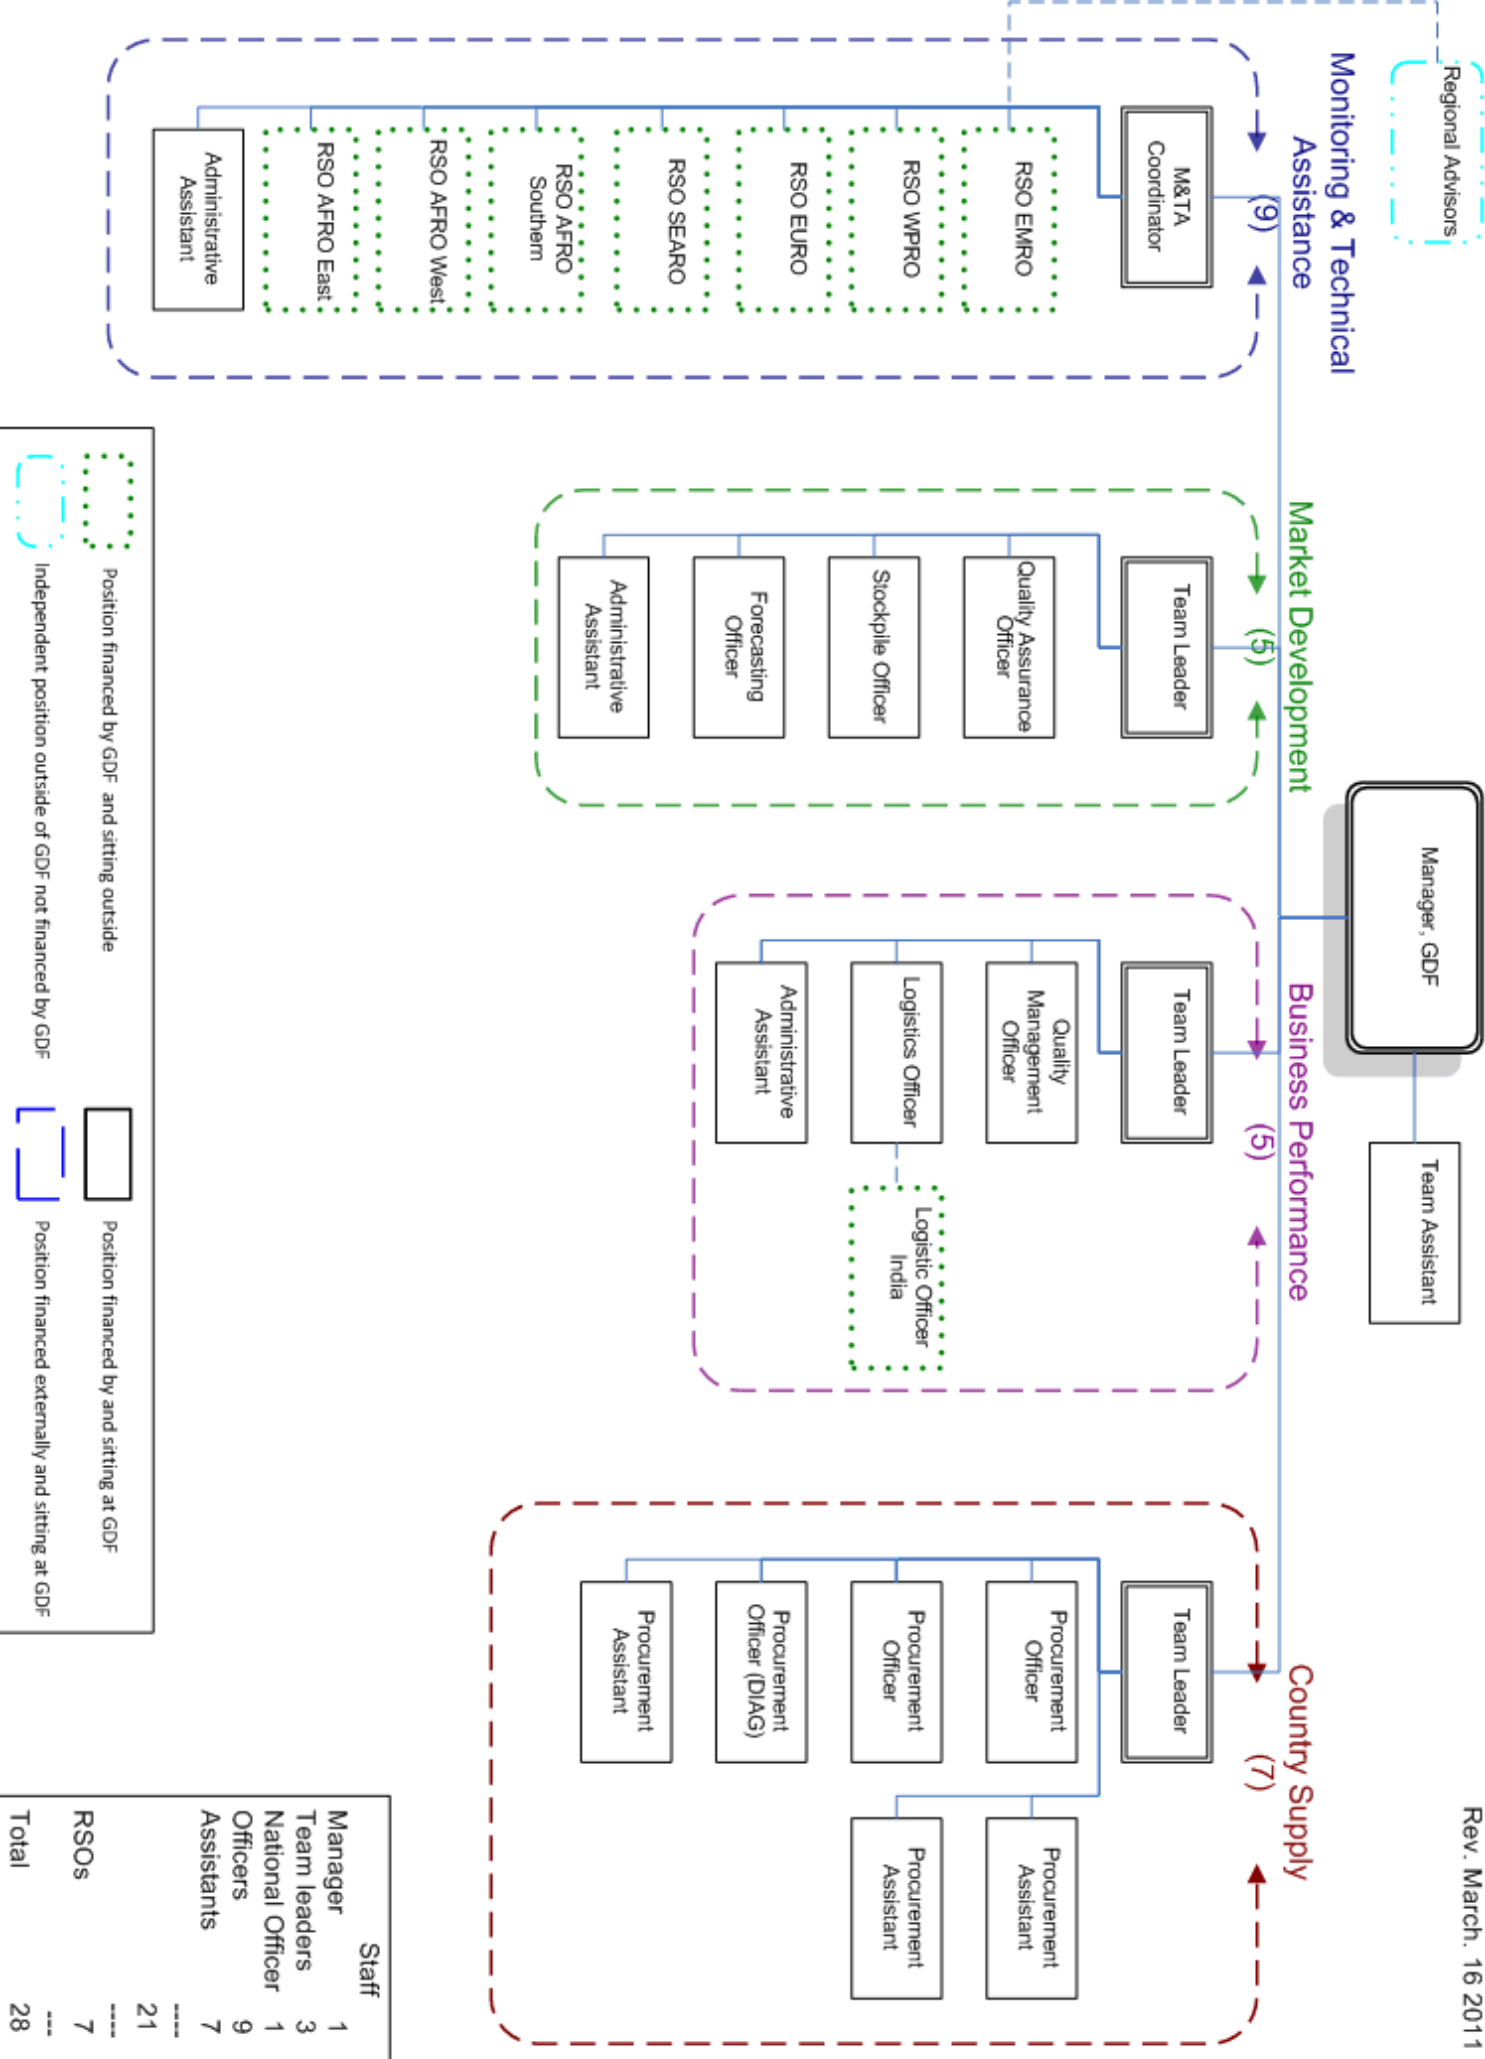 Rev. March. 16 2011
Regional Advisors
Manager, GDF
Team Assistant
Monitoring & Technical
Assistance
(9)
Market Development
(5)
Business Performance
(5)
Country Supply
(7)
M&TA
Coordinator
RSO EMRO
RSO WPRO
RSO EURO
RSO SEARO
RSO AFRO
Southern
RSO AFRO West
RSO AFRO East
Administrative
Assistant
Team Leader
Quality Assurance
Officer
Stockpile Officer
Forecasting
Officer
Administrative
Assistant
Team Leader
Quality
Management
Officer
Logistics Officer
Logistic Officer
India
Administrative
Assistant
Team Leader
Procurement
Officer
Procurement
Officer
Procurement
Officer (DIAG)
Procurement
Assistant
Procurement
Assistant
Procurement
Assistant
Position financed by GDF and sitting outside
Position financed by and sitting at GDF
Independent position outside of GDF not financed by GDF
Position financed externally and sitting at GDF
Staff
Manager 1
Team leaders 3
National Officer 1
Officers 9
Assistants 7
----
21
----
RSOs 7
---
Total 28